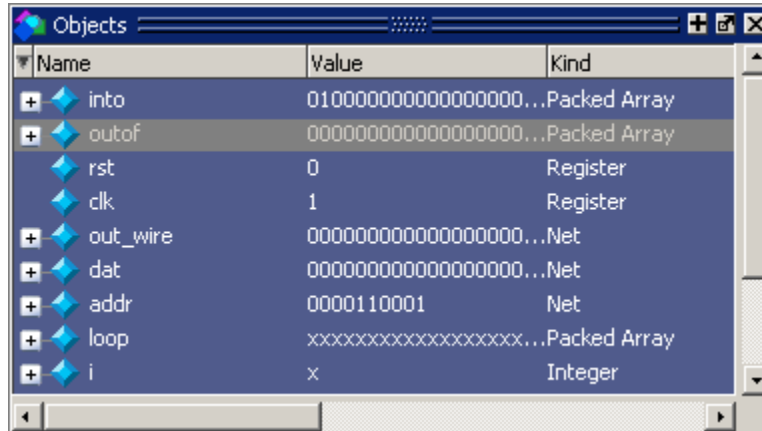 Objects
Name Value Kind
into 010000000000000000...Packed Array
outof 000000000000000000...Packed Array
rst 0 Register
clk 1 Register
out_wire 000000000000000000...Net
dat 000000000000000000...Net
addr 0000110001 Net
loop xxxxxxxxxxxxxxxxxx...Packed Array
i x Integer